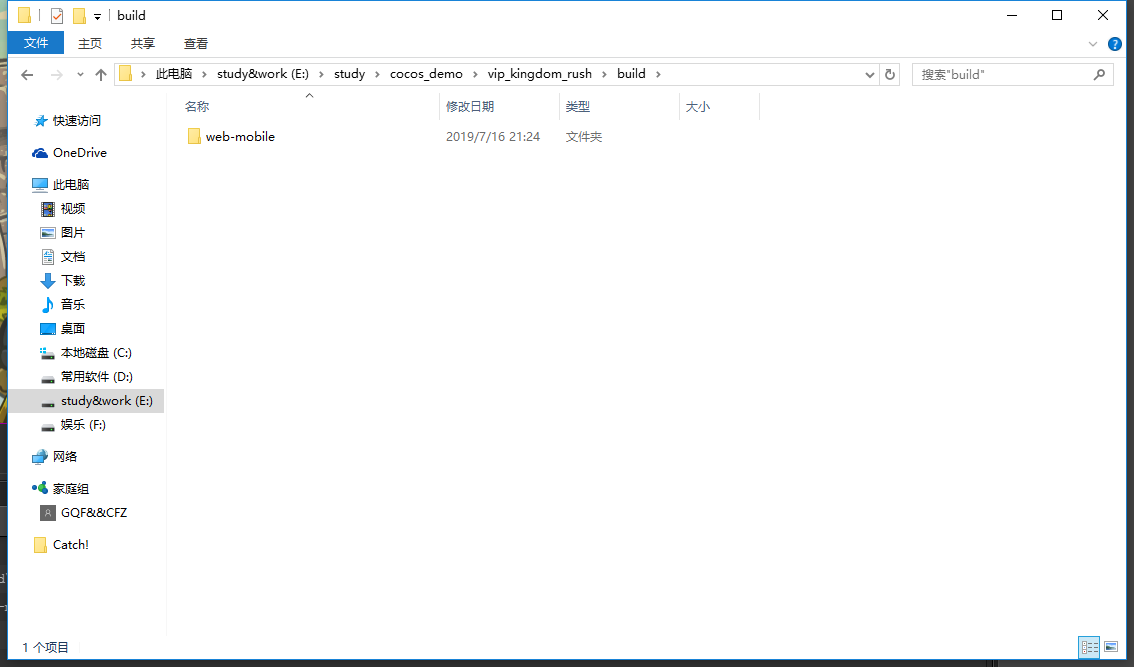 build
文件 主页 共享 查看
此电脑 study&work (E:) study cocos_demo vip_kingdom_rush build
搜索"build"
名称 修改日期 类型 大小
web-mobile 2019/7/16 21:24 文件夹
快速访问
OneDrive
此电脑
视频
图片
文档
下载
音乐
桌面
本地磁盘 (C:)
常用软件 (D:)
study&work (E:)
娱乐 (F:)
网络
家庭组
GQF&&CFZ
Catch!
1 个项目